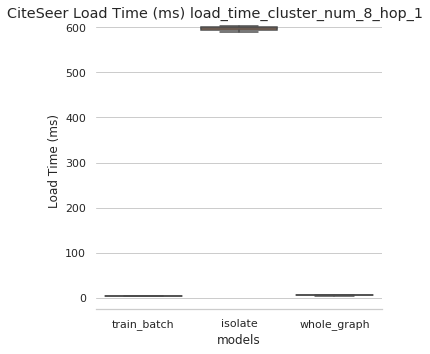 CiteSeer Load Time (ms) load_time_cluster_num_8_hop_1
600
500
400
300
200
100
0
Load Time (ms)
train_batch
isolate
whole_graph
models